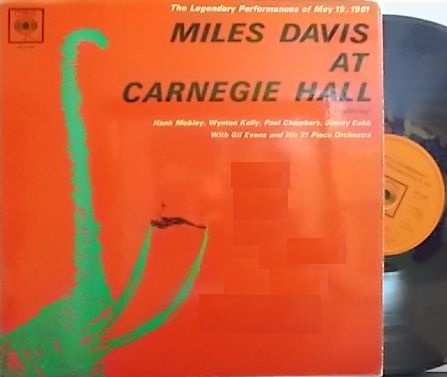 The Legendary Performances of May 19, 1961
MILES DAVIS
AT
CARNEGIE HALL
Hank Mobley, Wynton Kelly, Paul Chambers, Jimmy Cobb
With Gil Evans and His 21 Piece Orchestra